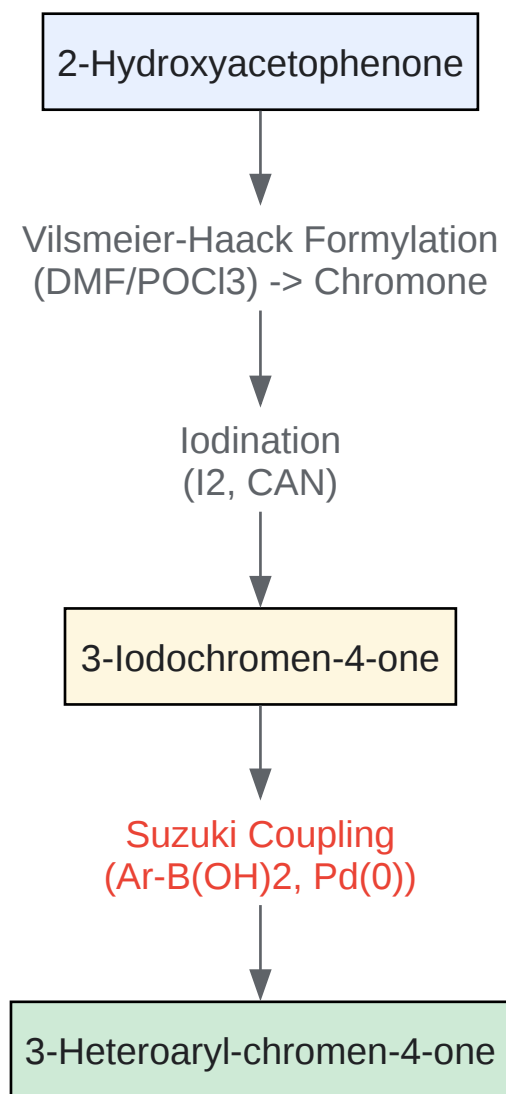 2-Hydroxyacetophenone
Vilsmeier-Haack Formylation
(DMF/POCl3) -> Chromone
Iodination
(I2, CAN)
3-Iodochromen-4-one
Suzuki Coupling
(Ar-B(OH)2, Pd(0))
3-Heteroaryl-chromen-4-one